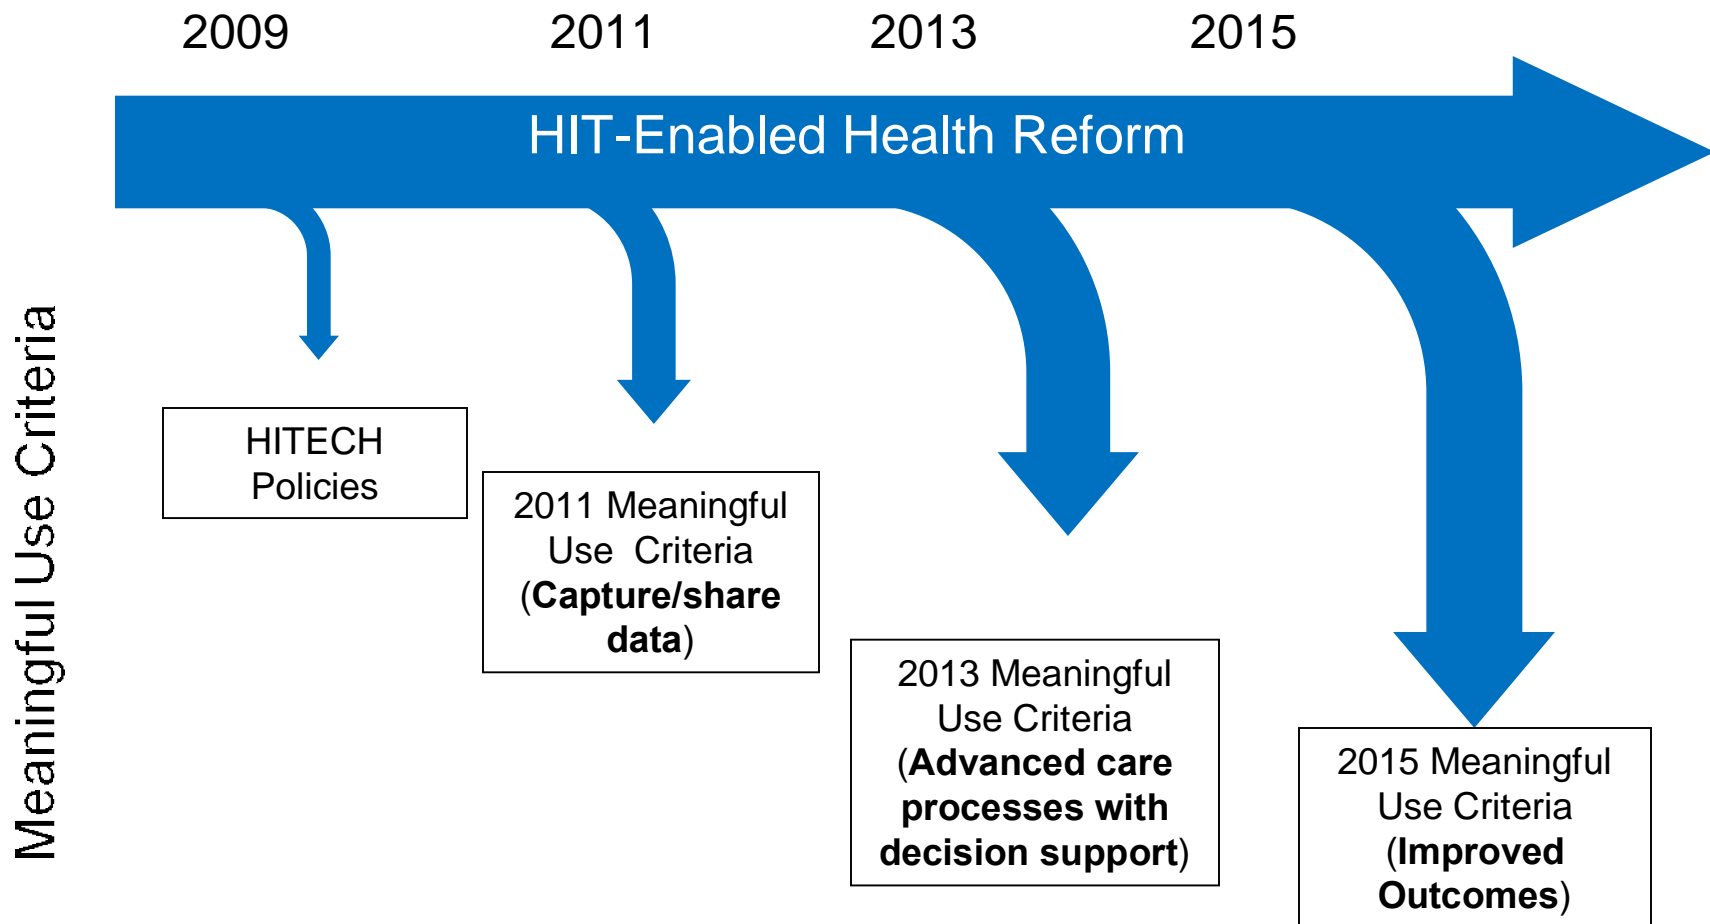 2009 2011 2013 2015
HIT-Enabled Health Reform
Meaningful Use Criteria
HITECH
Policies
2011 Meaningful
Use Criteria
(Capture/share
data)
2013 Meaningful
Use Criteria
(Advanced care
processes with
decision support)
2015 Meaningful
Use Criteria
(Improved
Outcomes)